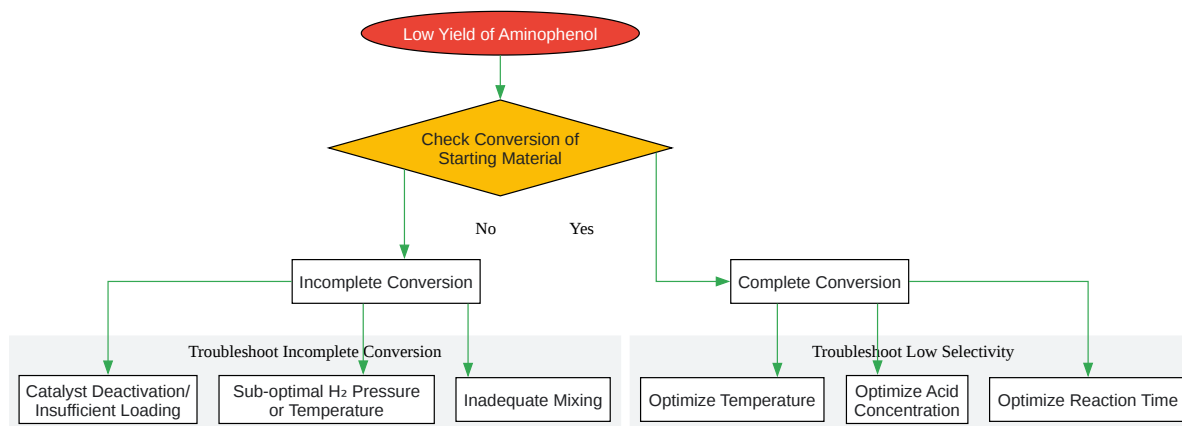 Low Yield of Aminophenol
Check Conversion of
Starting Material
No
Yes
Incomplete Conversion
Complete Conversion
Troubleshoot Incomplete Conversion
Catalyst Deactivation/
Insufficient Loading
Sub-optimal H₂ Pressure
or Temperature
Inadequate Mixing
Troubleshoot Low Selectivity
Optimize Temperature
Optimize Acid
Concentration
Optimize Reaction Time